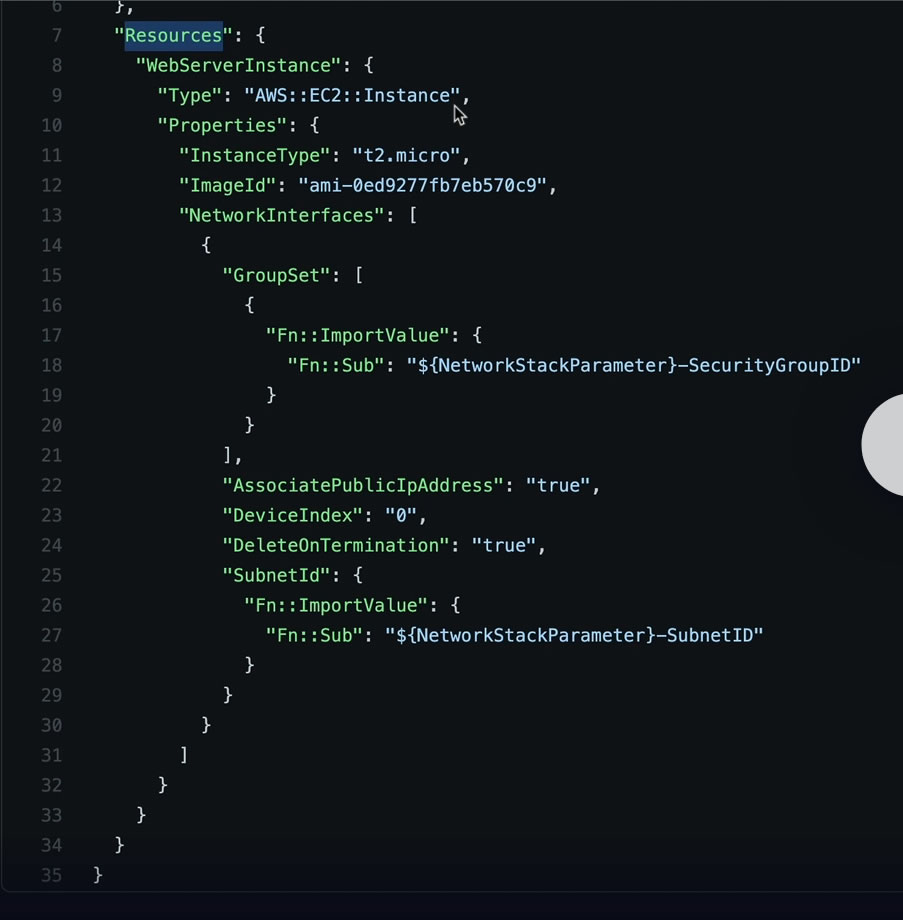 6 },
7 "Resources": {
8 "WebServerInstance": {
9 "Type": "AWS::EC2::Instance",
10 "Properties": {
11 "InstanceType": "t2.micro",
12 "ImageId": "ami-0ed9277fb7eb570c9",
13 "NetworkInterfaces": [
14 {
15 "GroupSet": [
16 {
17 "Fn::ImportValue": {
18 "Fn::Sub": "${NetworkStackParameter}-SecurityGroupID"
19 }
20 }
21 ],
22 "AssociatePublicIpAddress": "true",
23 "DeviceIndex": "0",
24 "DeleteOnTermination": "true",
25 "SubnetId": {
26 "Fn::ImportValue": {
27 "Fn::Sub": "${NetworkStackParameter}-SubnetID"
28 }
29 }
30 }
31 ]
32 }
33 }
34 }
35 }